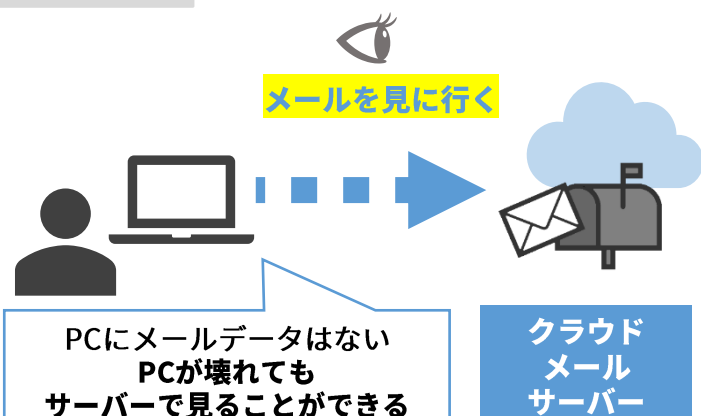 メールを見に行く
PCにメールデータはない
PCが壊れても
サーバーで見ることができる
クラウド
メール
サーバー